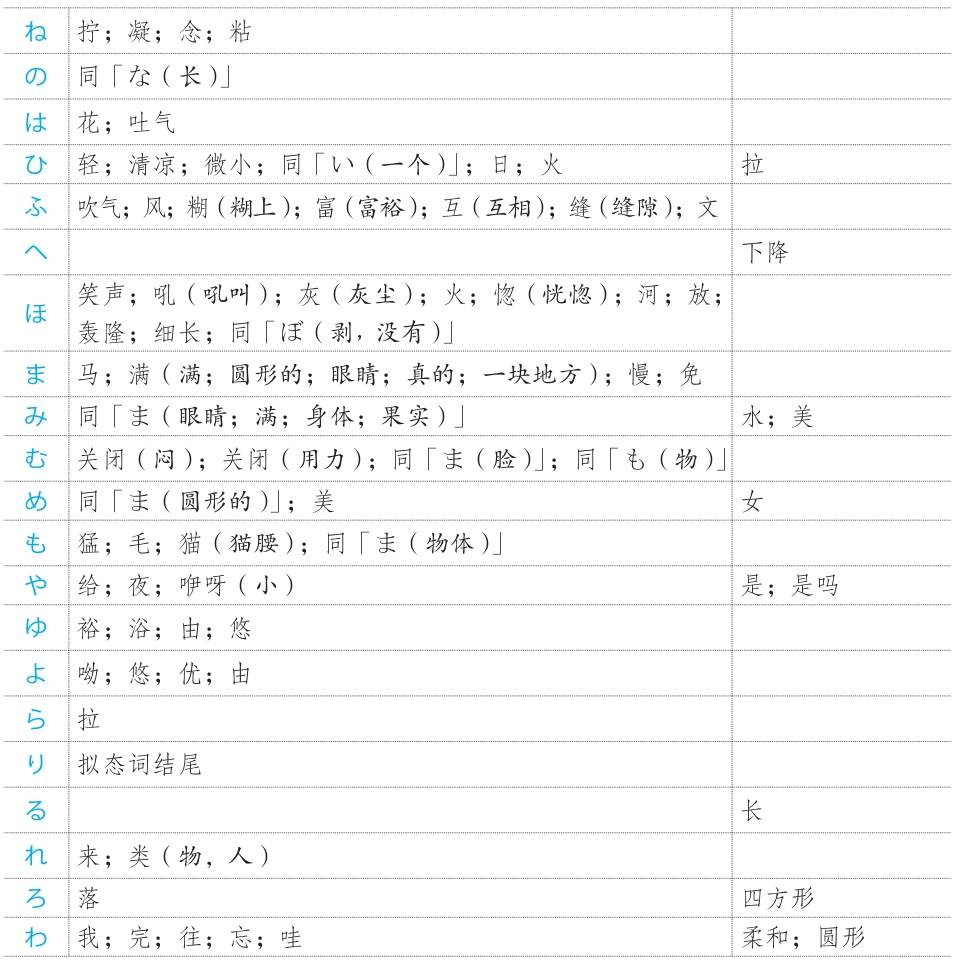 ね 拧；凝；念；粘
の 同「な（长）」
は 花；吐气
ひ 轻；清凉；微小；同「い（一个）」；日；火 拉
ふ 吹气；风；糊（糊上）；富（富裕）；互（互相）；缝（缝隙）；文
へ 下降
ほ 笑声；吼（吼叫）；灰（灰尘）；火；惚（恍惚）；河；放；
轰隆；细长；同「ぼ（剥，没有）」
ま 马；满（满；圆形的；眼睛；真的；一块地方）；慢；免
み 同「ま（眼睛；满；身体；果实）」 水；美
む 关闭（闷）；关闭（用力）；同「ま（脸）」；同「も（物）」
め 同「ま（圆形的）」；美 女
も 猛；毛；猫（猫腰）；同「ま（物体）」
や 给；夜；咿呀（小） 是；是吗
ゆ 裕；浴；由；悠
よ 呦；悠；优；由
ら 拉
り 拟态词结尾
る 长
れ 来；类（物，人）
ろ 落 四方形
わ 我；完；往；忘；哇 柔和；圆形